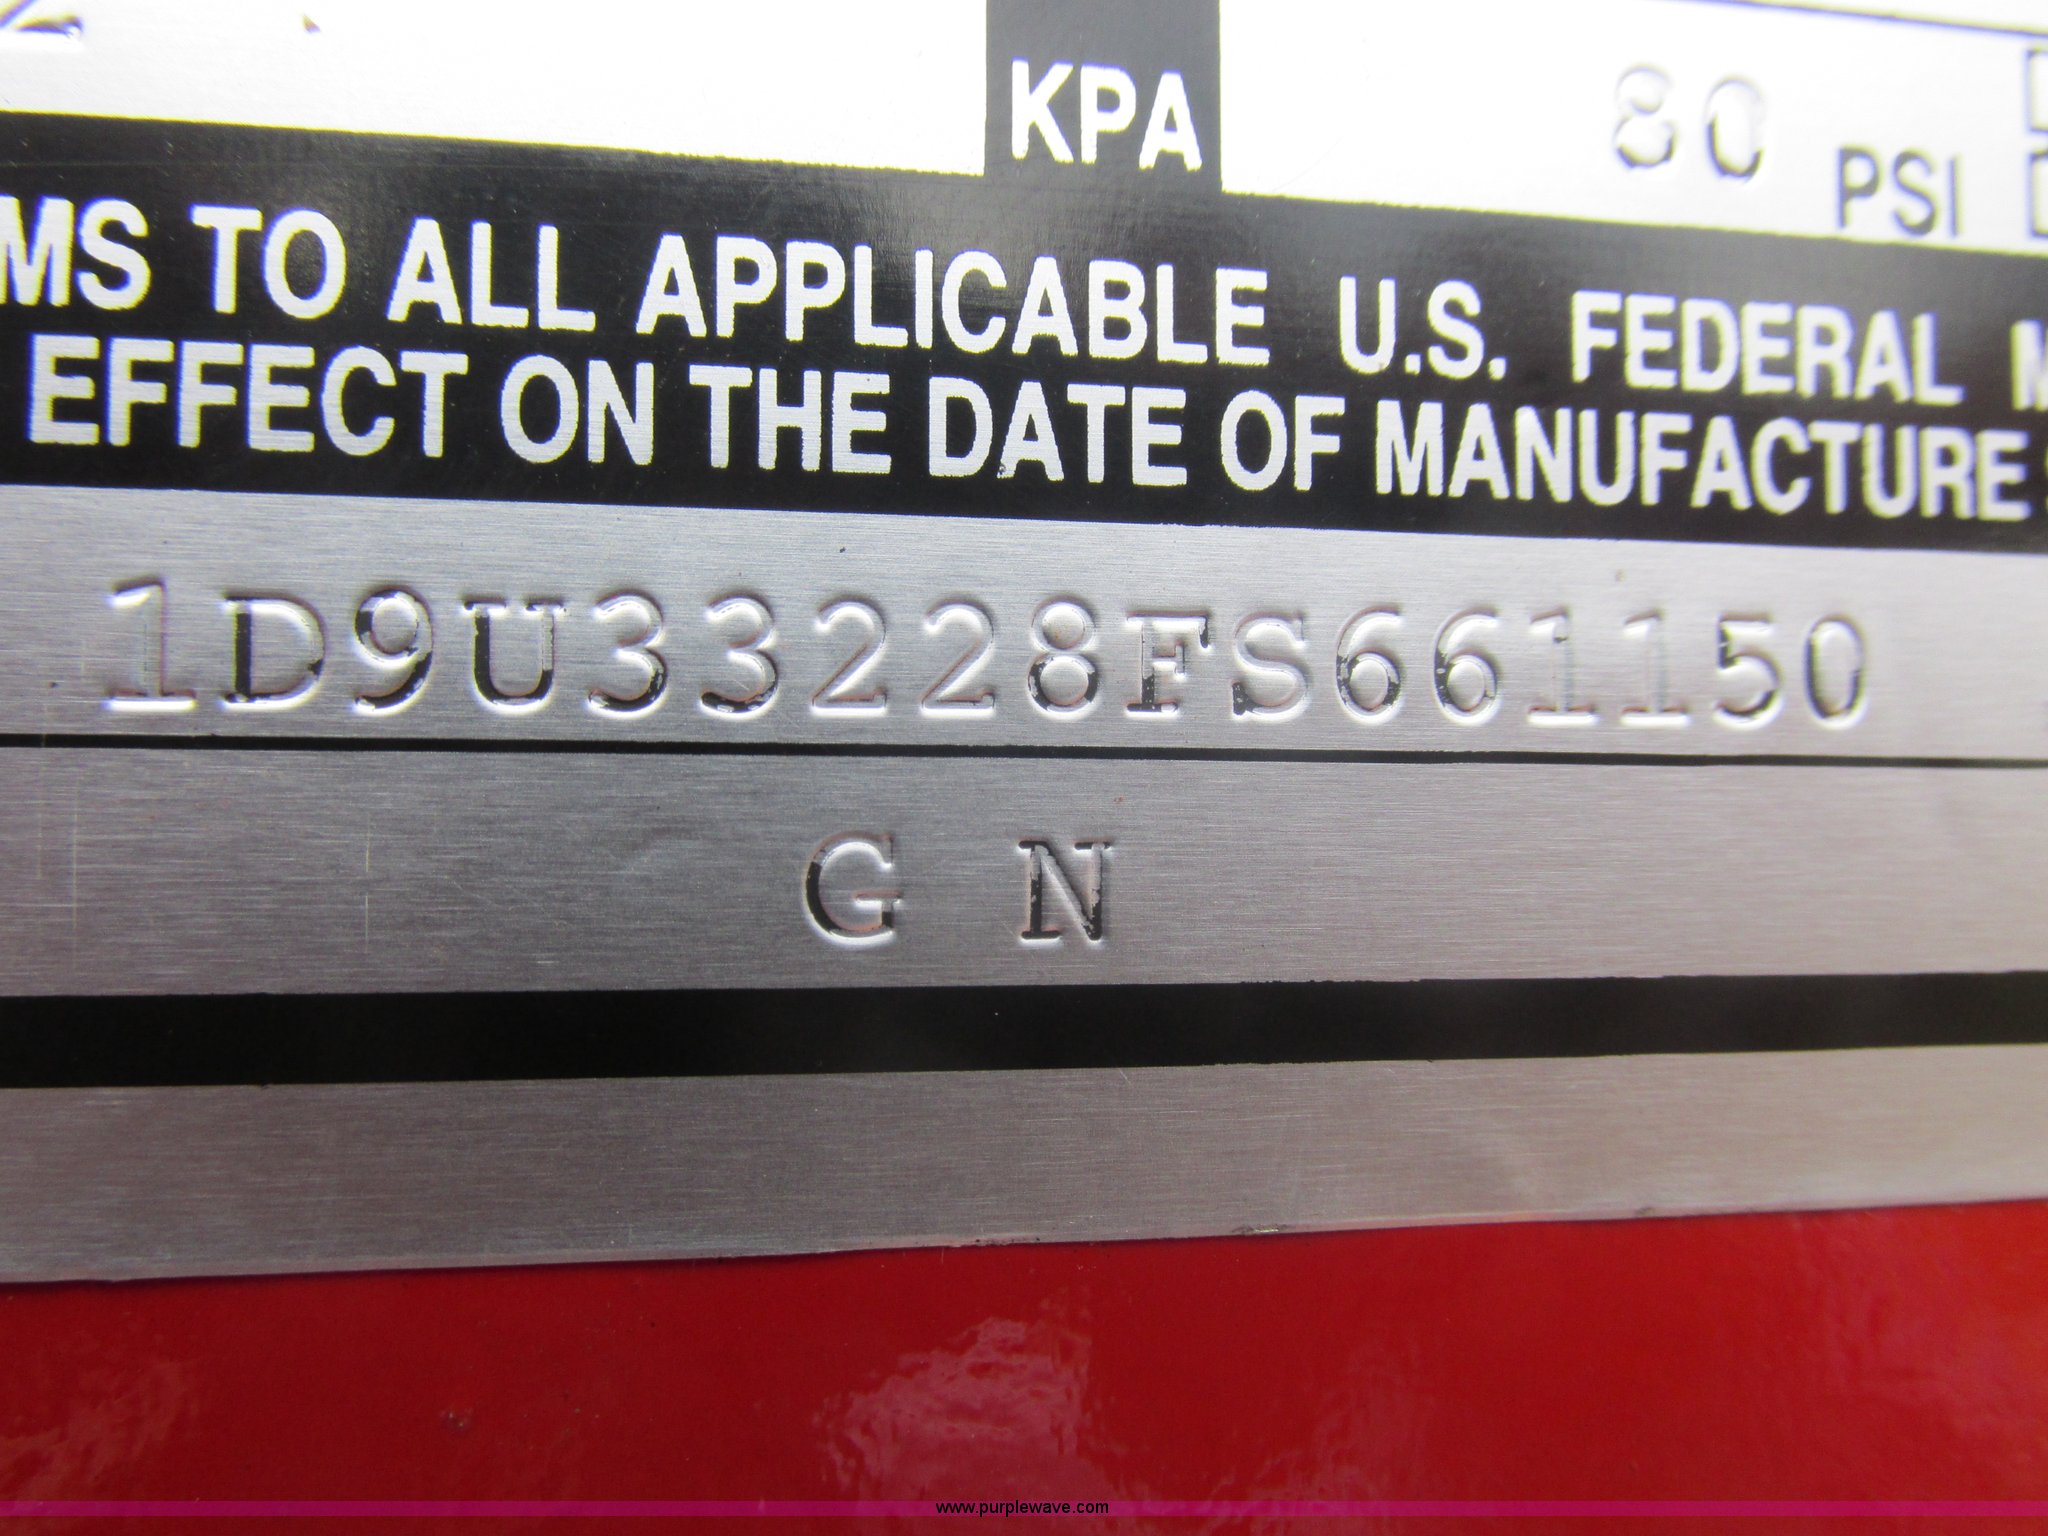 KPA 80 PSI
MS TO ALL APPLICABLE U.S. FEDERAL M
EFFECT ON THE DATE OF MANUFACTURE
1D9U33228FS661150
G N
www.purplewave.com